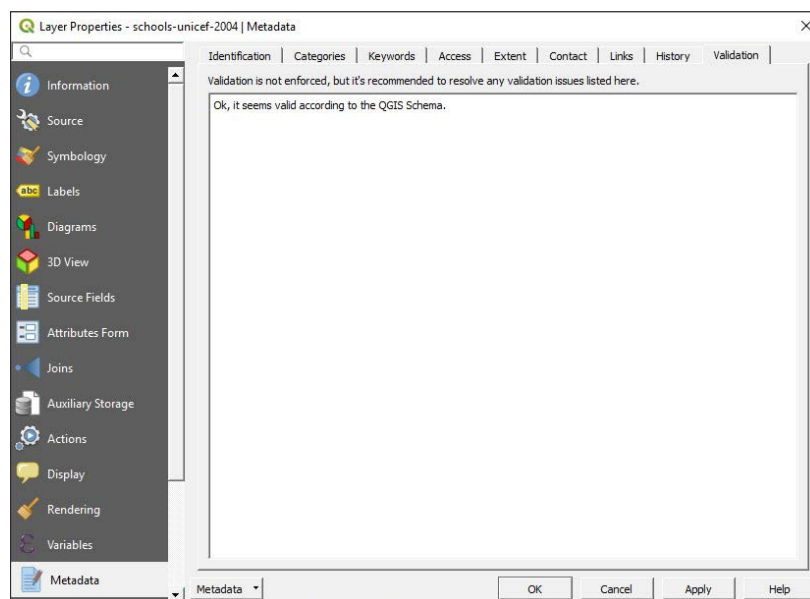 Layer Properties - schools-unicef-2004 | Metadata
Identification
Categories
Keywords
Access
Extent
Contact
Links
History
Validation
Information
Source
Symbology
abc Labels
Diagrams
3D View
Source Fields
Attributes Form
Joins
Auxiliary Storage
Actions
Display
Rendering
Variables
Metadata
Validation is not enforced, but it's recommended to resolve any validation issues listed here.
Ok, it seems valid according to the QGIS Schema.
Metadata
OK
Cancel
Apply
Help